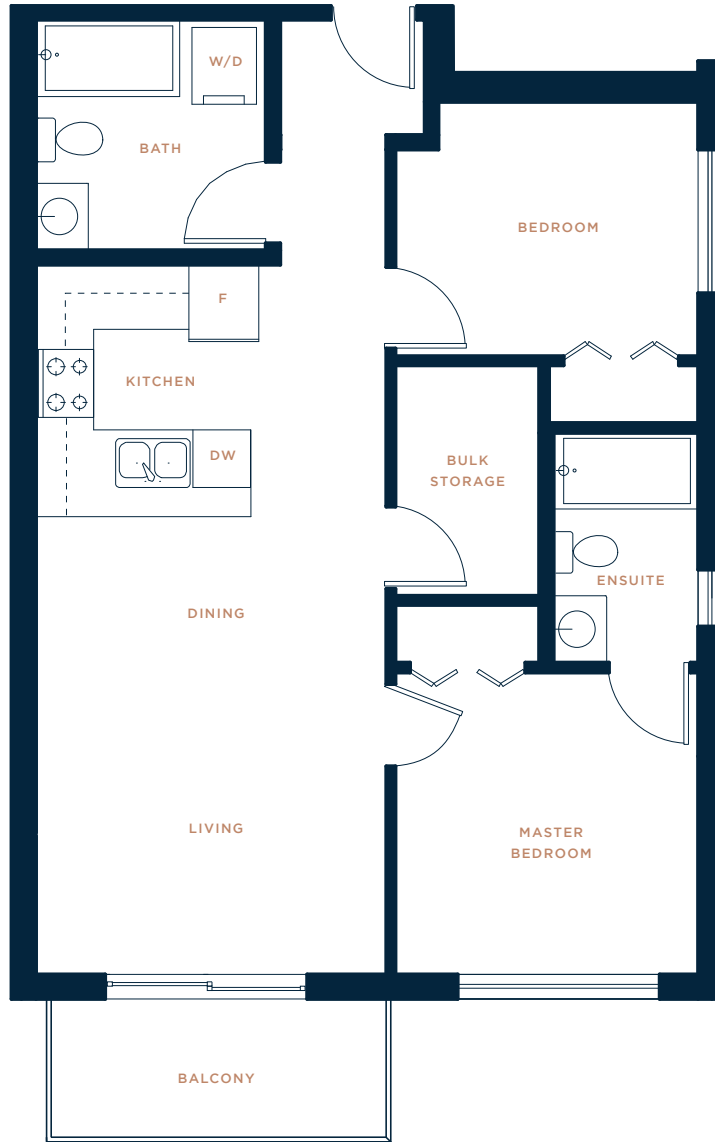 W/D
BATH
BEDROOM
F
KITCHEN
DW
BULK
STORAGE
ENSUITE
DINING
LIVING
MASTER
BEDROOM
BALCONY